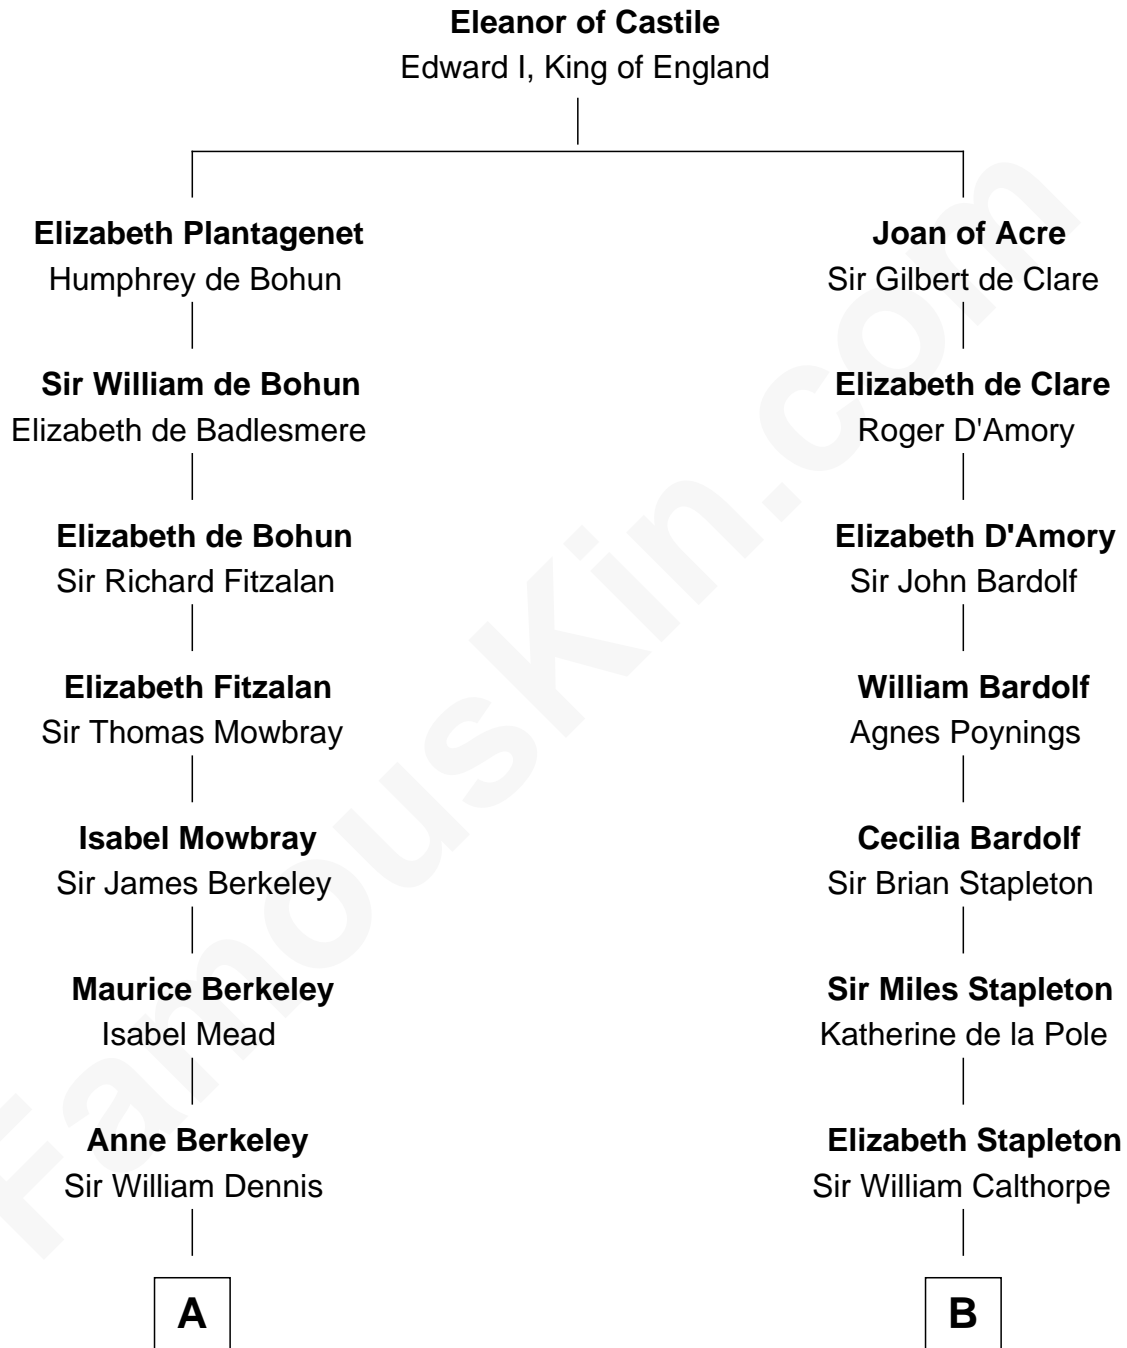 Eleanor of Castile
Edward I, King of England
Elizabeth Plantagenet
Humphrey de Bohun
Sir William de Bohun
Elizabeth de Badlesmere
Elizabeth de Bohun
Sir Richard Fitzalan
Elizabeth Fitzalan
Sir Thomas Mowbray
Isabel Mowbray
Sir James Berkeley
Maurice Berkeley
Isabel Mead
Anne Berkeley
Sir William Dennis
A
Joan of Acre
Sir Gilbert de Clare
Elizabeth de Clare
Roger D'Amory
Elizabeth D'Amory
Sir John Bardolf
William Bardolf
Agnes Poynings
Cecilia Bardolf
Sir Brian Stapleton
Sir Miles Stapleton
Katherine de la Pole
Elizabeth Stapleton
Sir William Calthorpe
B
FamousKin.com